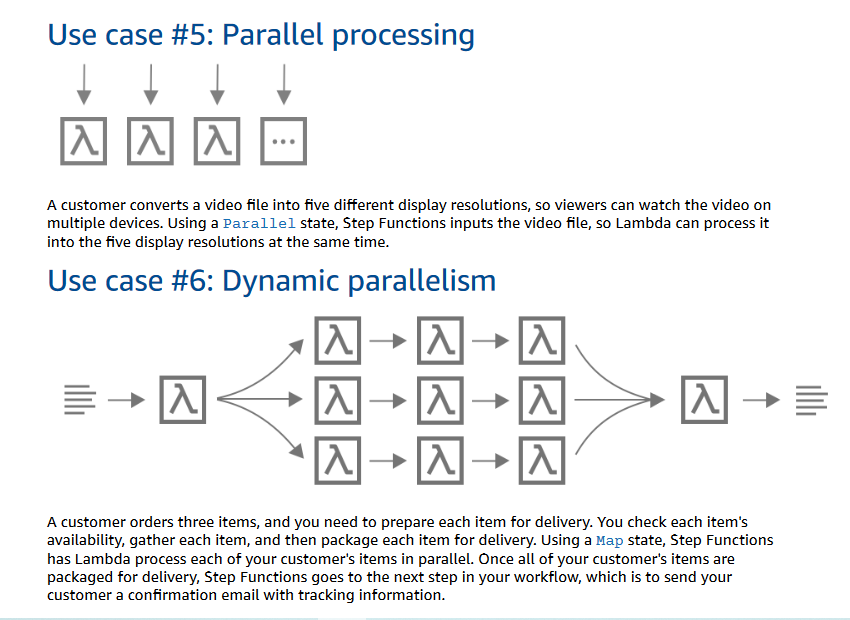 Use case #5: Parallel processing
λ λ λ ...
A customer converts a video file into five different display resolutions, so viewers can watch the video on
multiple devices. Using a Parallel state, Step Functions inputs the video file, so Lambda can process it
into the five display resolutions at the same time.
Use case #6: Dynamic parallelism
λ λ λ
λ λ λ λ λ
λ λ λ
A customer orders three items, and you need to prepare each item for delivery. You check each item's
availability, gather each item, and then package each item for delivery. Using a Map state, Step Functions
has Lambda process each of your customer's items in parallel. Once all of your customer's items are
packaged for delivery, Step Functions goes to the next step in your workflow, which is to send your
customer a confirmation email with tracking information.